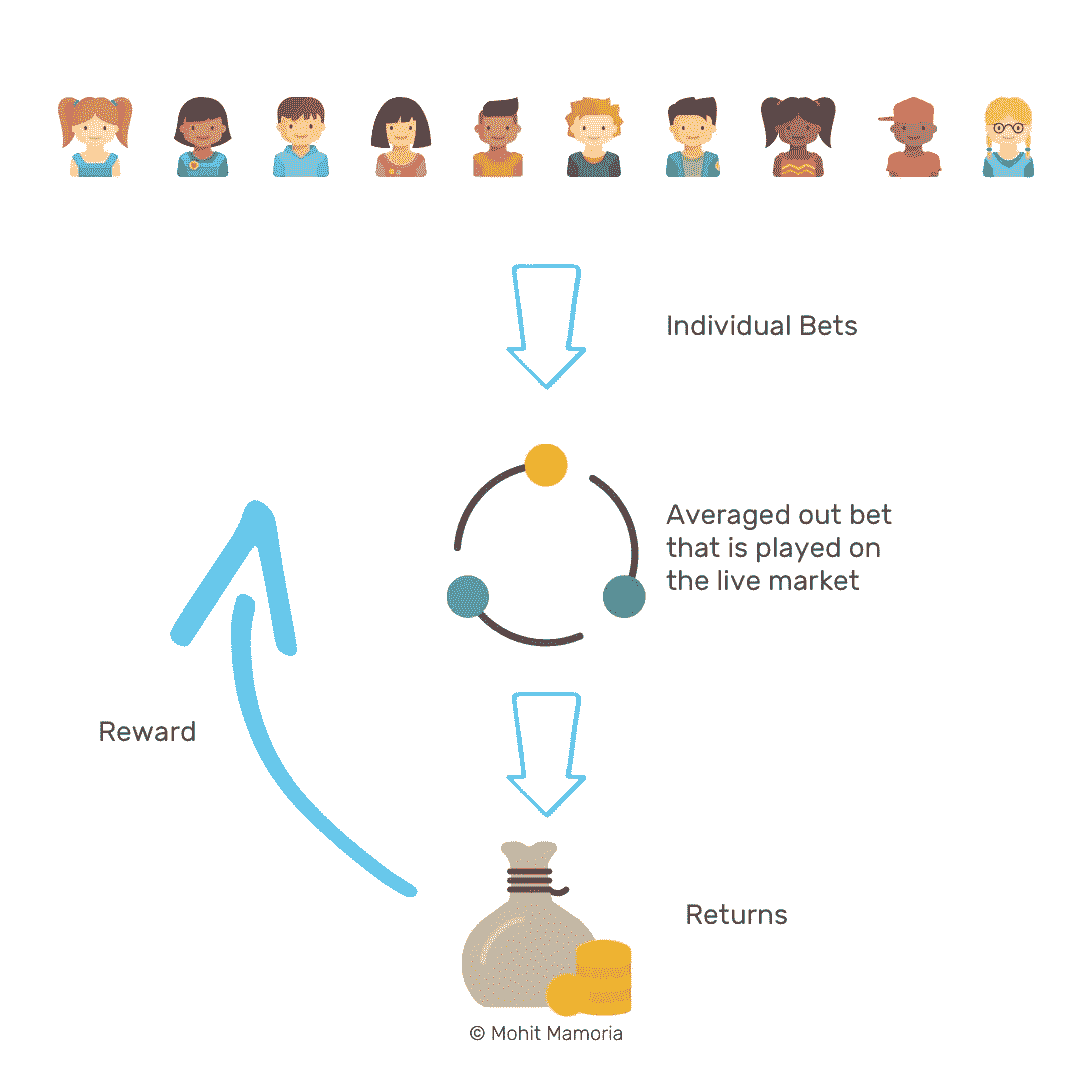 Individual Bets
Averaged out bet
that is played on
the live market
Reward
Returns
© Mohit Mamoria